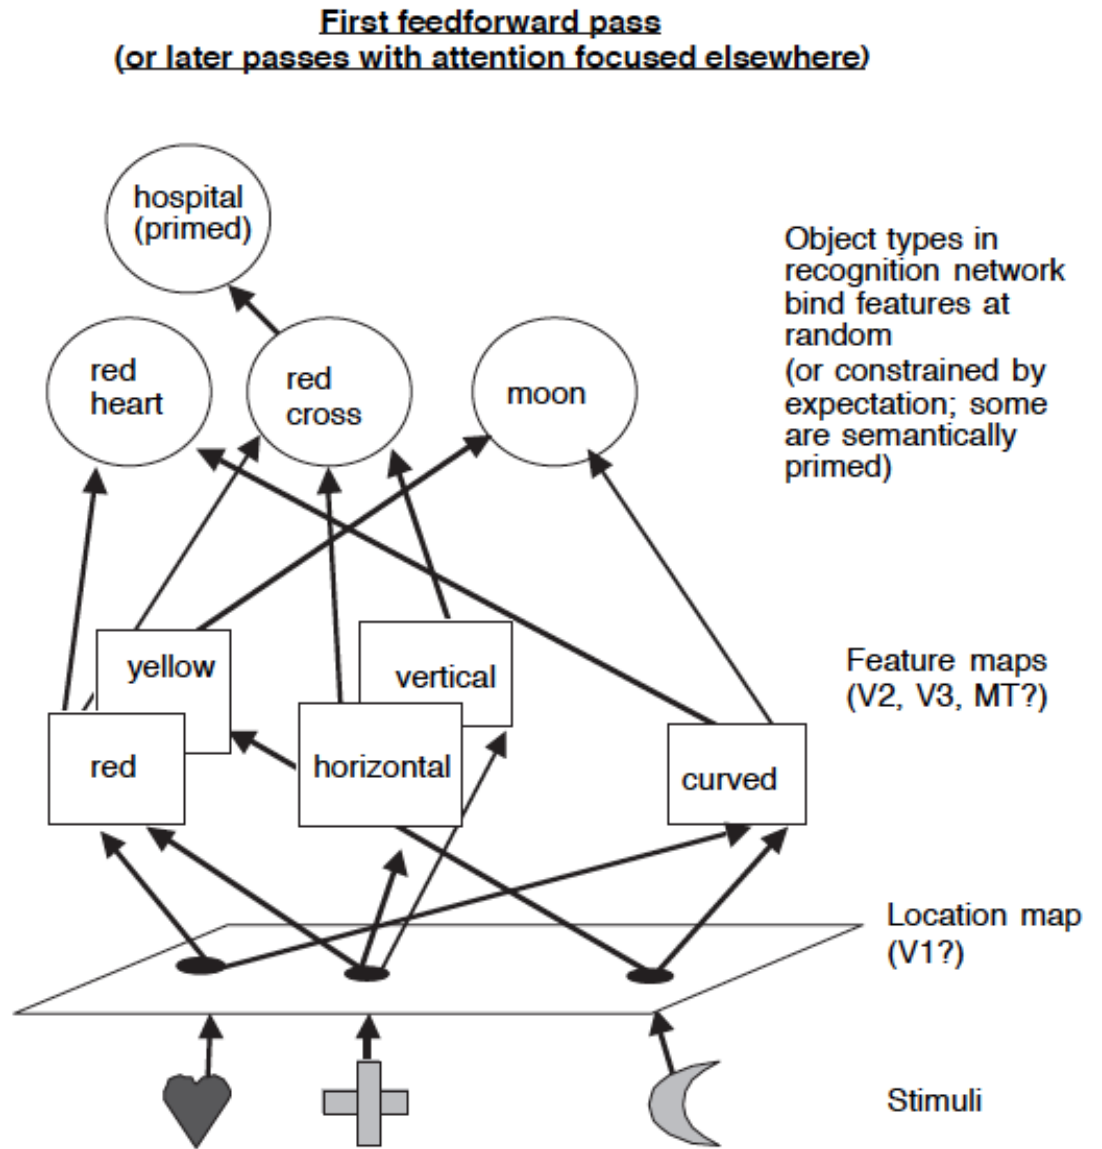 First feedforward pass
(or later passes with attention focused elsewhere)
hospital
(primed)
Object types in
recognition network
bind features at
random
(or constrained by
expectation; some
are semantically
primed)
red
heart
red
cross
moon
yellow
vertical
Feature maps
(V2, V3, MT?)
red
horizontal
curved
Location map
(V1?)
Stimuli